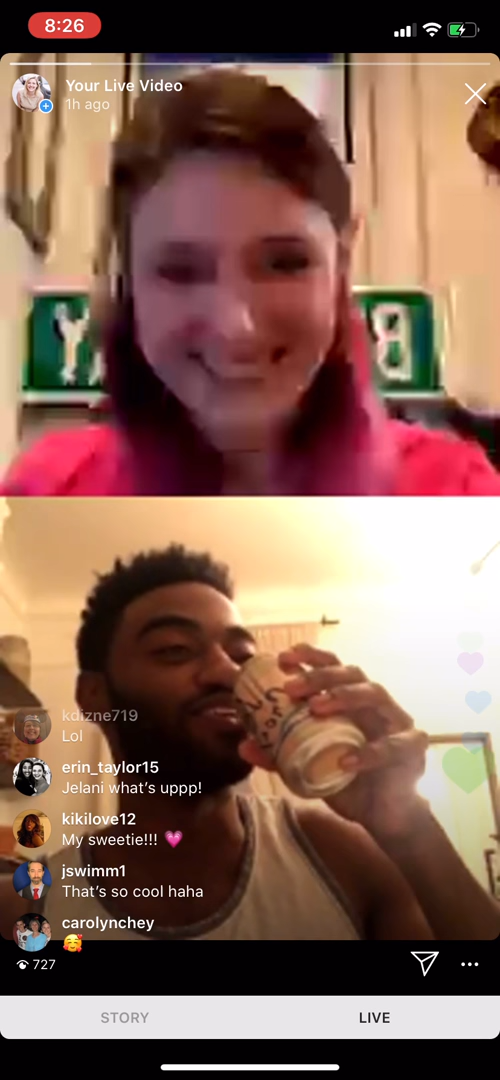 8:26
Your Live Video
1h ago
kdizne719
Lol
erin_taylor15
Jelani what's uppp!
kikilove12
My sweetie!!! 💗
jswimm1
That's so cool haha
carolynchey
🥰
727
STORY
LIVE